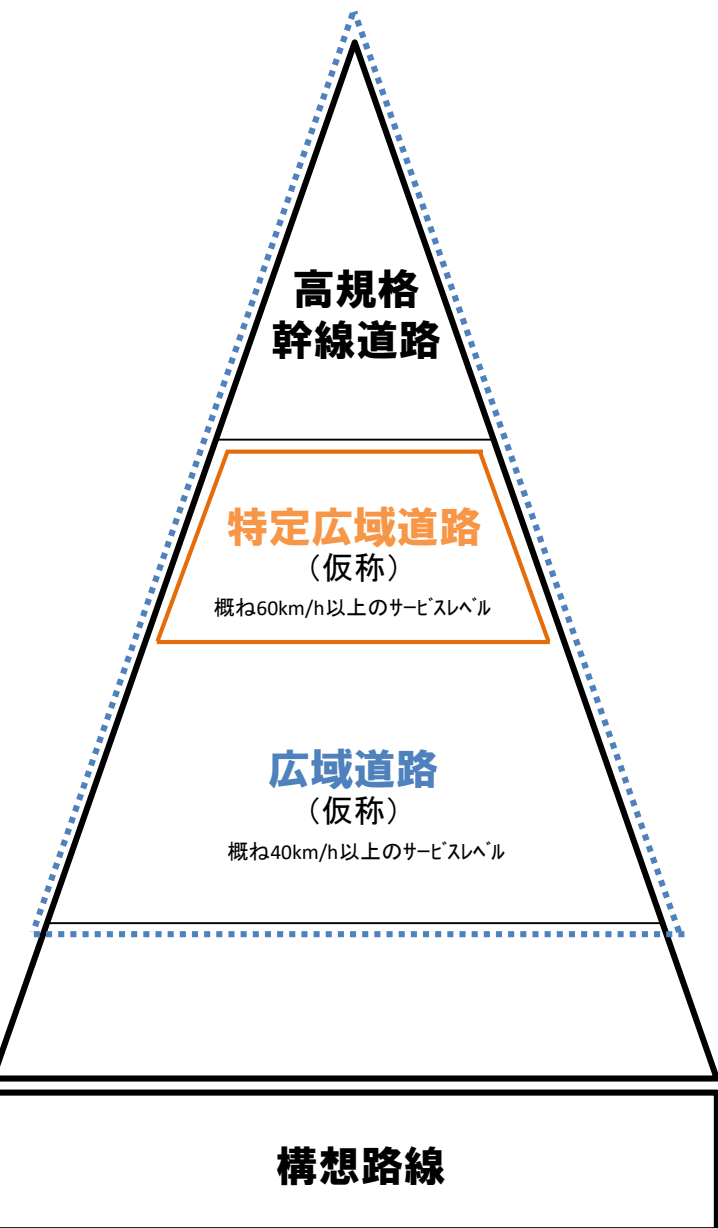 高規格
幹線道路
特定広域道路
（仮称）
概ね60km/h以上のｻｰﾋﾞｽﾚﾍﾞﾙ
広域道路
（仮称）
概ね40km/h以上のｻｰﾋﾞｽﾚﾍﾞﾙ
構想路線